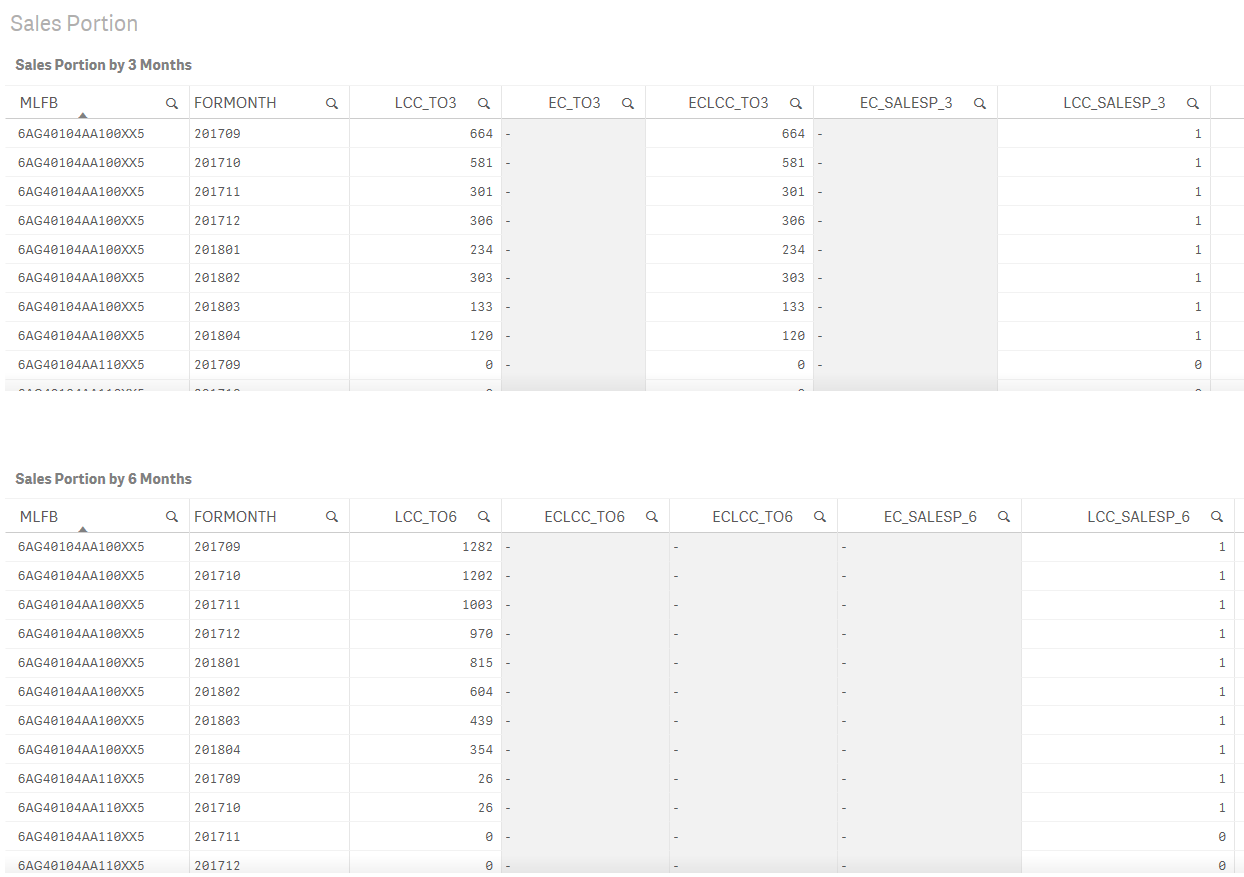 Sales Portion
Sales Portion by 3 Months
MLFB FORMONTH LCC_TO3 EC_TO3 ECLCC_TO3 EC_SALESP_3 LCC_SALESP_3
6AG40104AA100XX5 201709 664 - 664 - 1
6AG40104AA100XX5 201710 581 - 581 - 1
6AG40104AA100XX5 201711 301 - 301 - 1
6AG40104AA100XX5 201712 306 - 306 - 1
6AG40104AA100XX5 201801 234 - 234 - 1
6AG40104AA100XX5 201802 303 - 303 - 1
6AG40104AA100XX5 201803 133 - 133 - 1
6AG40104AA100XX5 201804 120 - 120 - 1
6AG40104AA110XX5 201709 0 - 0 - 0
Sales Portion by 6 Months
MLFB FORMONTH LCC_TO6 ECLCC_TO6 ECLCC_TO6 EC_SALESP_6 LCC_SALESP_6
6AG40104AA100XX5 201709 1282 - - - 1
6AG40104AA100XX5 201710 1202 - - - 1
6AG40104AA100XX5 201711 1003 - - - 1
6AG40104AA100XX5 201712 970 - - - 1
6AG40104AA100XX5 201801 815 - - - 1
6AG40104AA100XX5 201802 604 - - - 1
6AG40104AA100XX5 201803 439 - - - 1
6AG40104AA100XX5 201804 354 - - - 1
6AG40104AA110XX5 201709 26 - - - 1
6AG40104AA110XX5 201710 26 - - - 1
6AG40104AA110XX5 201711 0 - - - 0
6AG40104AA110XX5 201712 0 - - - 0